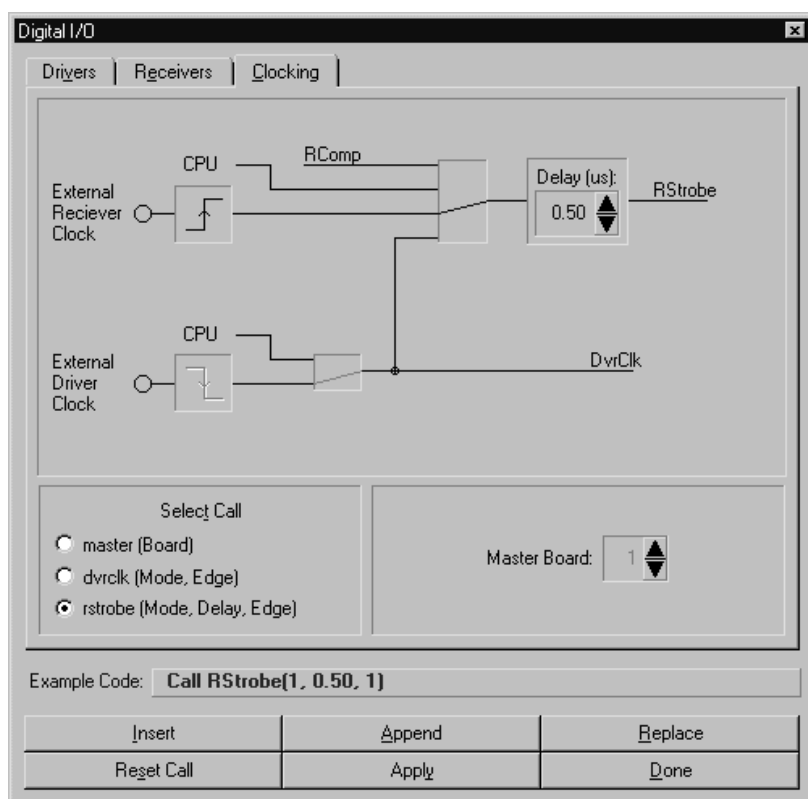 Digital I/O
Drivers
Receivers
Clocking
CPU
RComp
External
Reciever
Clock
Delay (us):
0.50
RStrobe
CPU
External
Driver
Clock
DvrClk
Select Call
master (Board)
dvrclk (Mode, Edge)
rstrobe (Mode, Delay, Edge)
Master Board:
1
Example Code:
Call RStrobe(1, 0.50, 1)
Insert
Append
Replace
Reset Call
Apply
Done